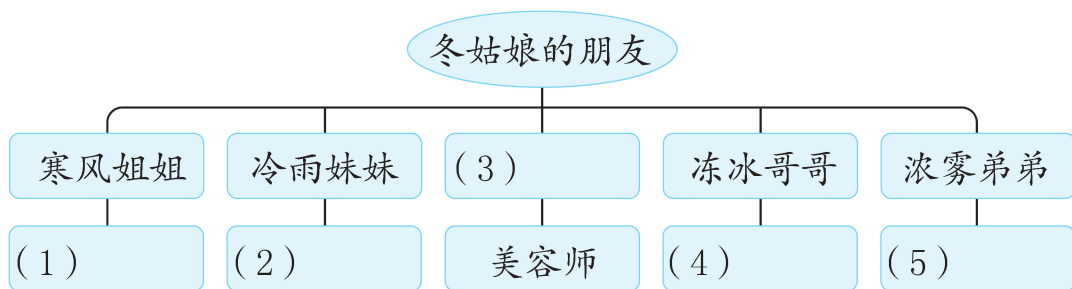 冬姑娘的朋友
寒风姐姐
冷雨妹妹
(3)
冻冰哥哥
浓雾弟弟
(1)
(2)
美容师
(4)
(5)